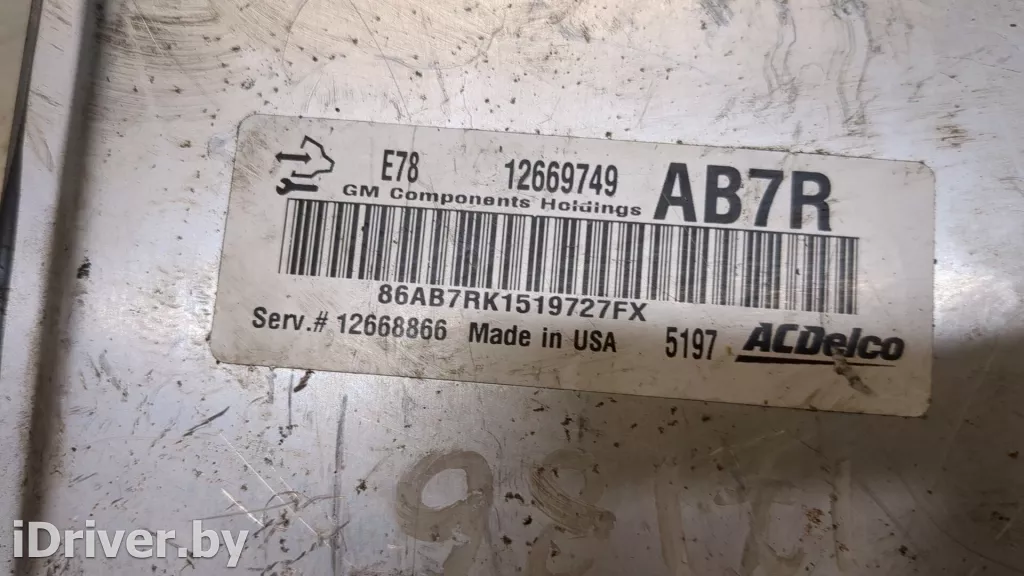 E78 12669749 AB7R
GM Components Holdings
86AB7RK1519727FX
Serv.# 12668866 Made in USA 5197 ACDelco
iDriver.by